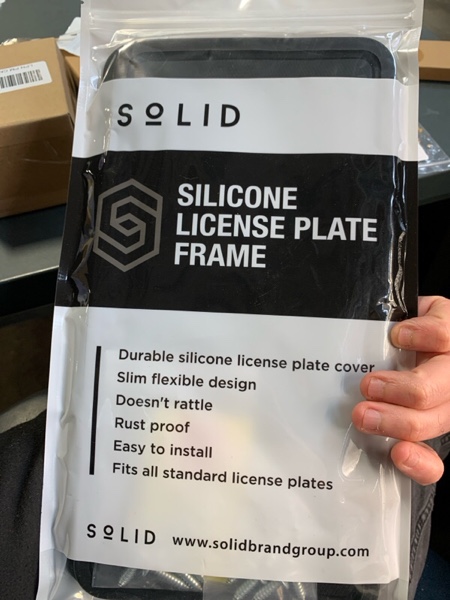 SOLID
SILICONE
LICENSE PLATE
FRAME
Durable silicone license plate cover
Slim flexible design
Doesn't rattle
Rust proof
Easy to install
Fits all standard license plates
SOLID www.solidbrandgroup.com